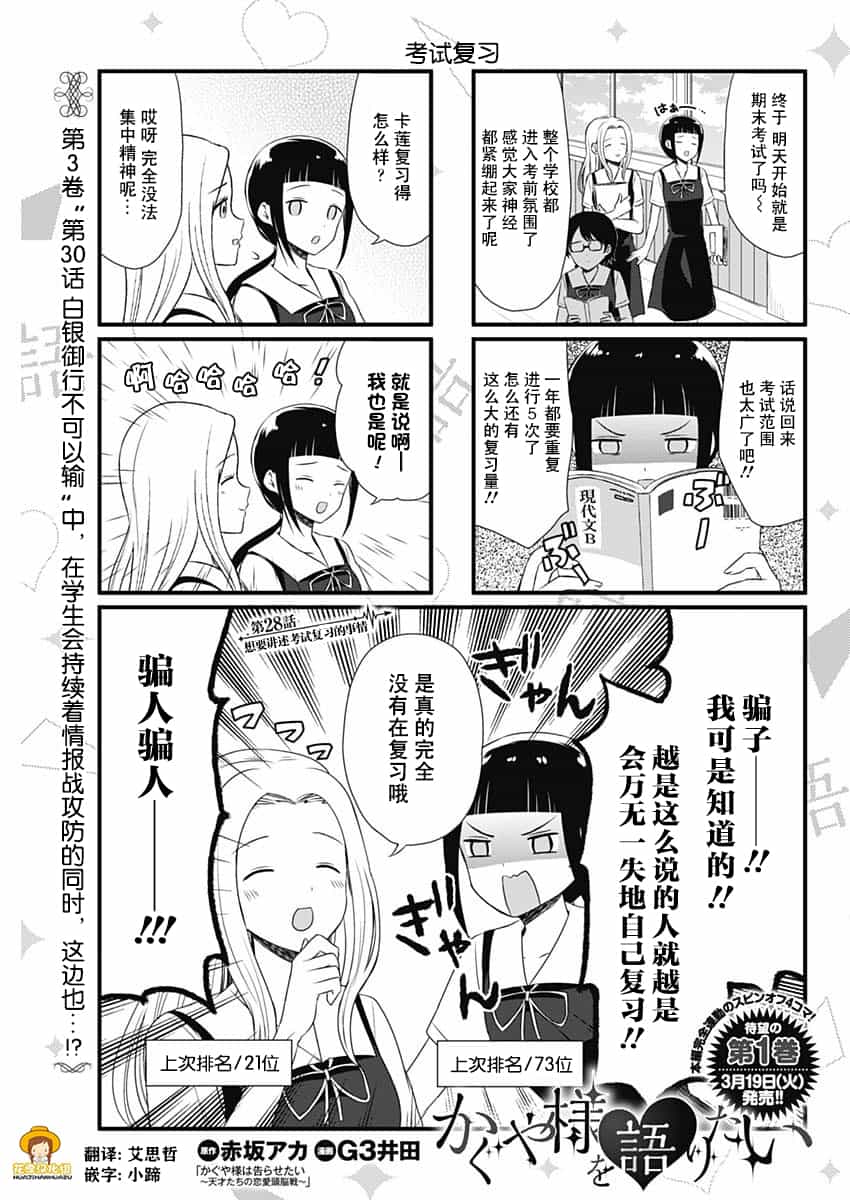 考试复习
终于 明天开始就是
期末考试了吗～
はぁー…
整个学校都
进入考前氛围了
感觉大家神经
都紧绷起来了呢
话说回来
考试范围
也太广了吧!!
一年都要重复
进行5次了
怎么还有
这么大的复习量!!
現代文B
ぶー
ぶー
卡莲复习得
怎么样?
哎呀 完全没法
集中精神呢…
就是说啊ー
我也是呢!
哈哈哈哈!
第28話
想要讲述考试复习的事情
骗子——!!
我可是知道的!!
越是这么说的人就越是
会万无一失地自己复习!!
ぎゃん
ぎゃん
是真的完全
没有在复习哦
骗人骗人——!!!
上次排名/21位
上次排名/73位
第3卷“第30话 白银御行不可以输”中，在学生会持续着情报战攻防的同时，这边也…!?
本編完全連動のスピンオフ4コマ!
待望の
第1巻
3月19日(火)
発売!!
かぐや様を語りたい
翻译: 艾思哲
嵌字: 小蹄
原作 赤坂アカ 漫画 G3井田
「かぐや様は告らせたい
～天才たちの恋愛頭脳戦～」
花寻汉化组
HUAZINHANHUAZU